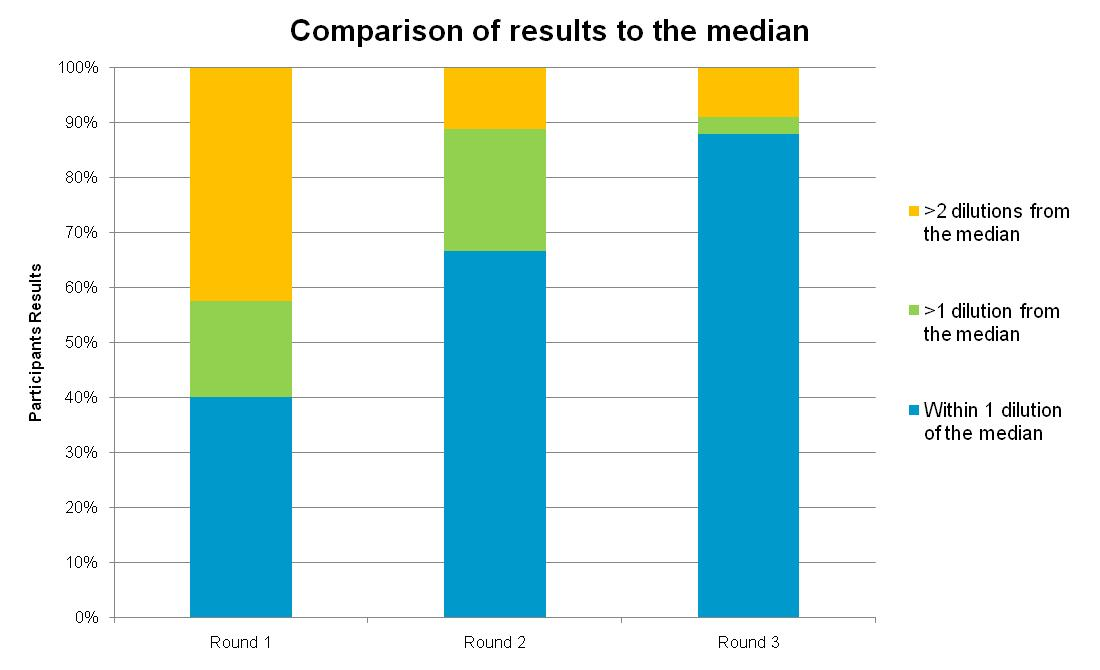 Comparison of results to the median
Participants Results
100%
90%
80%
70%
60%
50%
40%
30%
20%
10%
0%
Round 1
Round 2
Round 3
>2 dilutions from
the median
>1 dilution from
the median
Within 1 dilution
of the median